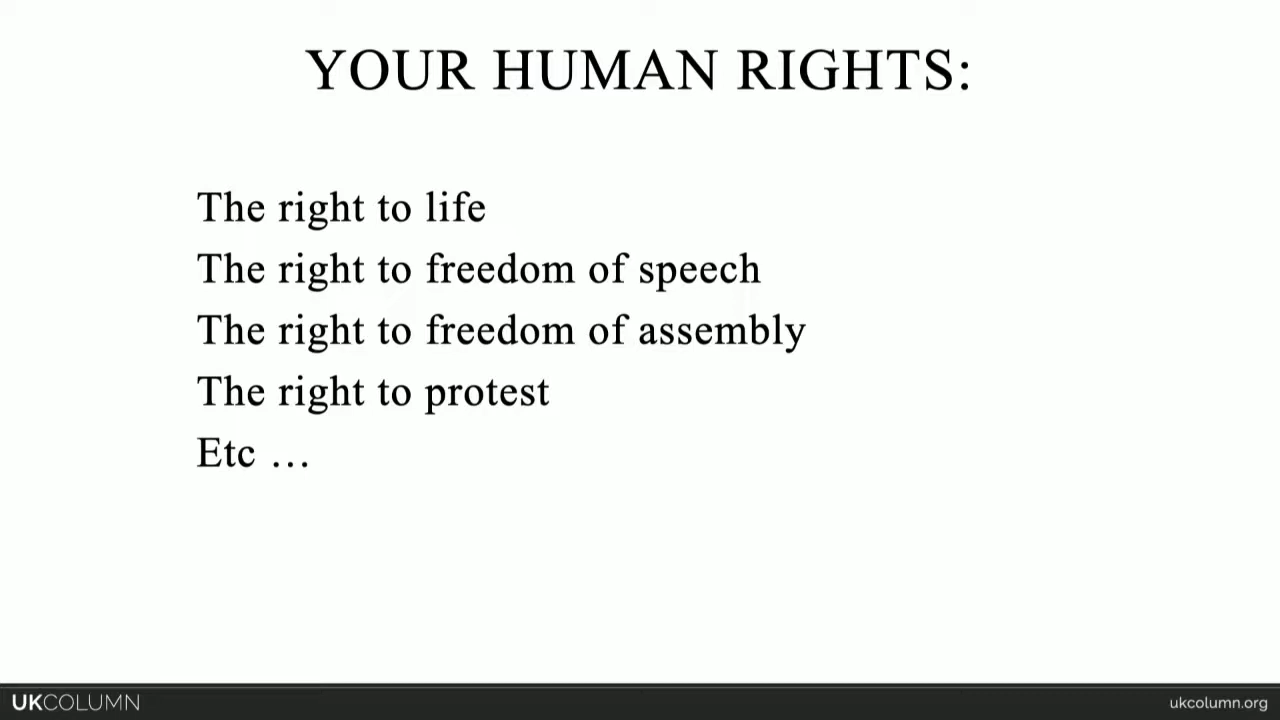 YOUR HUMAN RIGHTS:
The right to life
The right to freedom of speech
The right to freedom of assembly
The right to protest
Etc …
UKCOLUMN
ukcolumn.org